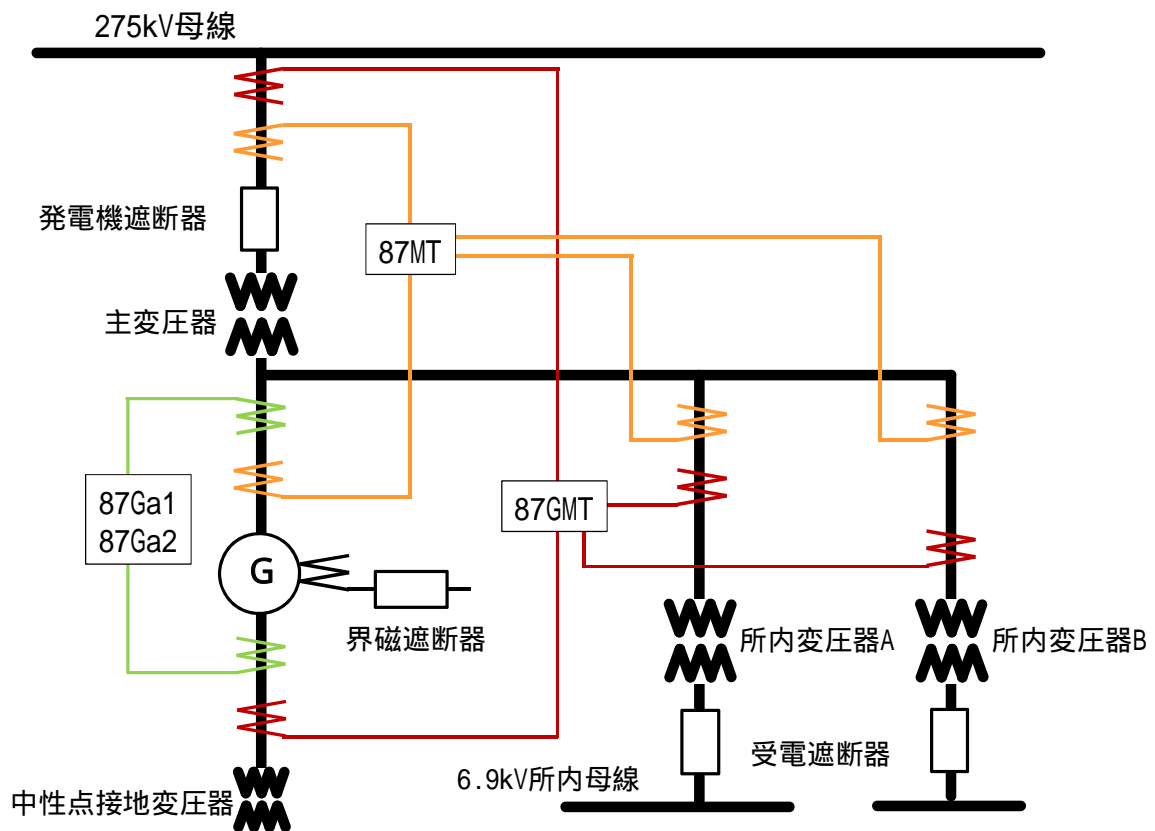 275kV母線
発電機遮断器
87MT
主変圧器
87Ga1
87Ga2
87GMT
G
界磁遮断器
所内変圧器A
所内変圧器B
受電遮断器
6.9kV所内母線
中性点接地変圧器